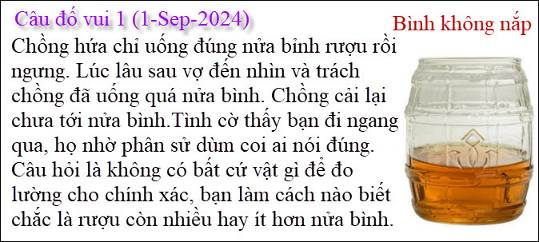 Câu đố vui 1 (1-Sep-2024)
Bình không nắp
Chồng hứa chỉ uống đúng nửa bình rượu rồi
ngưng. Lúc lâu sau vợ đến nhìn và trách
chồng đã uống quá nửa bình. Chồng cải lại
chưa tới nửa bình.Tình cờ thấy bạn đi ngang
qua, họ nhờ phân sử dùm coi ai nói đúng.
Câu hỏi là không có bất cứ vật gì để đo
lường cho chính xác, bạn làm cách nào biết
chắc là rượu còn nhiều hay ít hơn nửa bình.